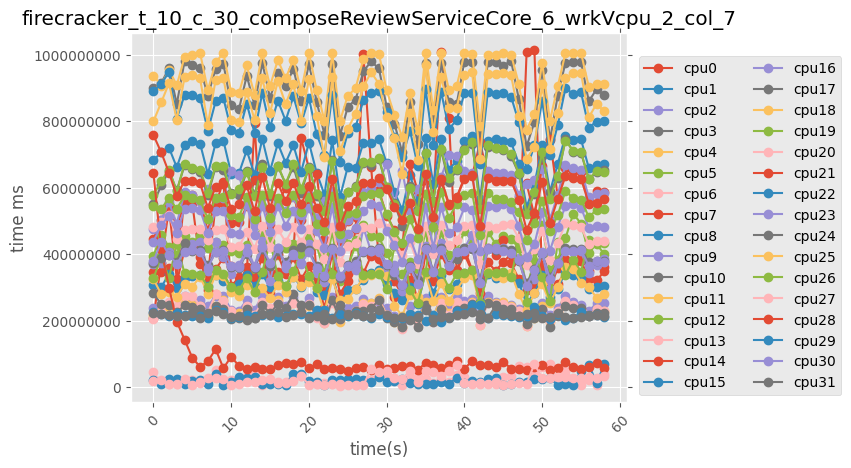 firecracker_t_10_c_30_composeReviewServiceCore_6_wrkVcpu_2_col_7
time ms
1000000000
800000000
600000000
400000000
200000000
0
0 10 20 30 40 50 60
time(s)
cpu0 cpu16
cpu1 cpu17
cpu2 cpu18
cpu3 cpu19
cpu4 cpu20
cpu5 cpu21
cpu6 cpu22
cpu7 cpu23
cpu8 cpu24
cpu9 cpu25
cpu10 cpu26
cpu11 cpu27
cpu12 cpu28
cpu13 cpu29
cpu14 cpu30
cpu15 cpu31